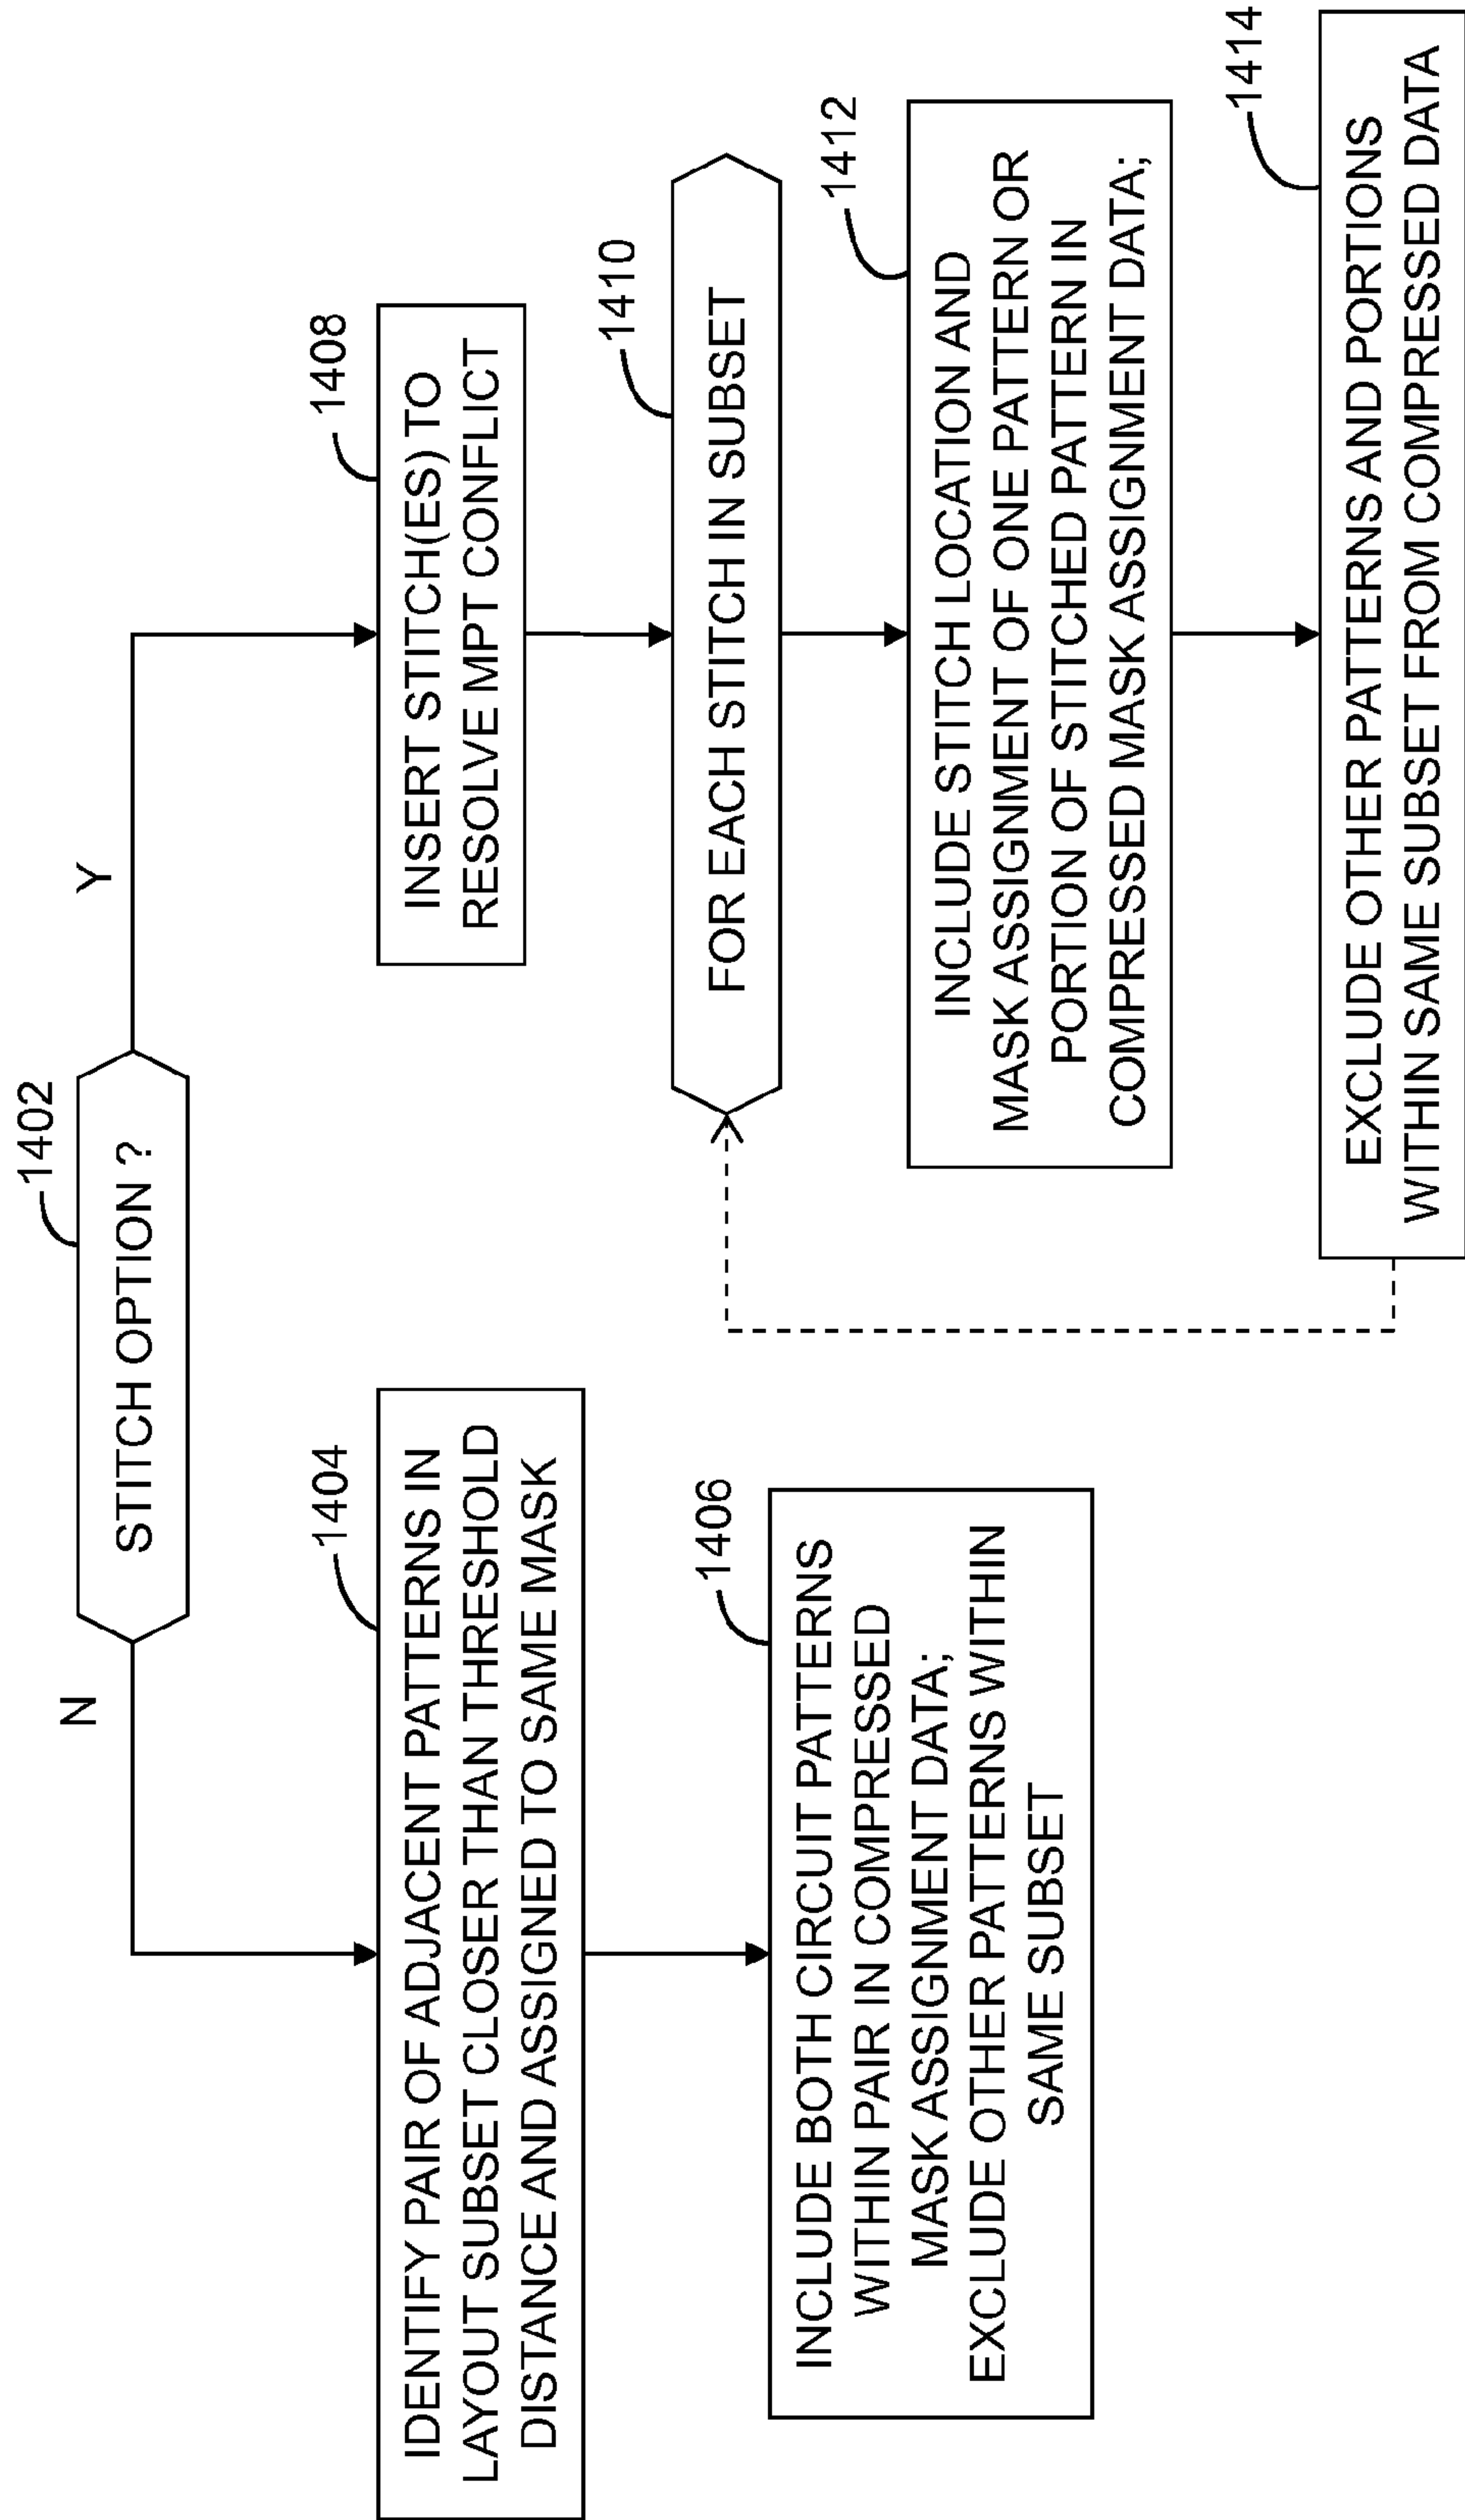 1402
STITCH OPTION ?
N
Y
1404
IDENTIFY PAIR OF ADJACENT PATTERNS IN
LAYOUT SUBSET CLOSER THAN THRESHOLD
DISTANCE AND ASSIGNED TO SAME MASK
1406
INCLUDE BOTH CIRCUIT PATTERNS
WITHIN PAIR IN COMPRESSED
MASK ASSIGNMENT DATA;
EXCLUDE OTHER PATTERNS WITHIN
SAME SUBSET
1408
INSERT STITCH(ES) TO
RESOLVE MPT CONFLICT
1410
FOR EACH STITCH IN SUBSET
1412
INCLUDE STITCH LOCATION AND
MASK ASSIGNMENT OF ONE PATTERN OR
PORTION OF STITCHED PATTERN IN
COMPRESSED MASK ASSIGNMENT DATA;
1414
EXCLUDE OTHER PATTERNS AND PORTIONS
WITHIN SAME SUBSET FROM COMPRESSED DATA